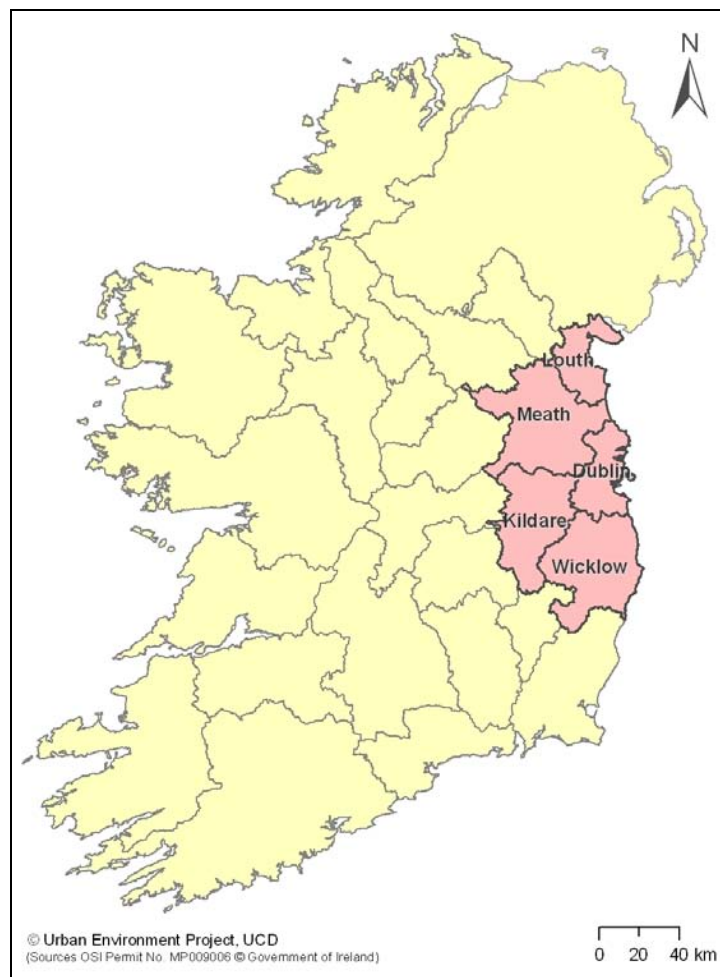 N
Louth
Meath
Dublin
Kildare
Wicklow
© Urban Environment Project, UCD
(Sources OSI Permit No. MP009006 © Government of Ireland)
0 20 40 km